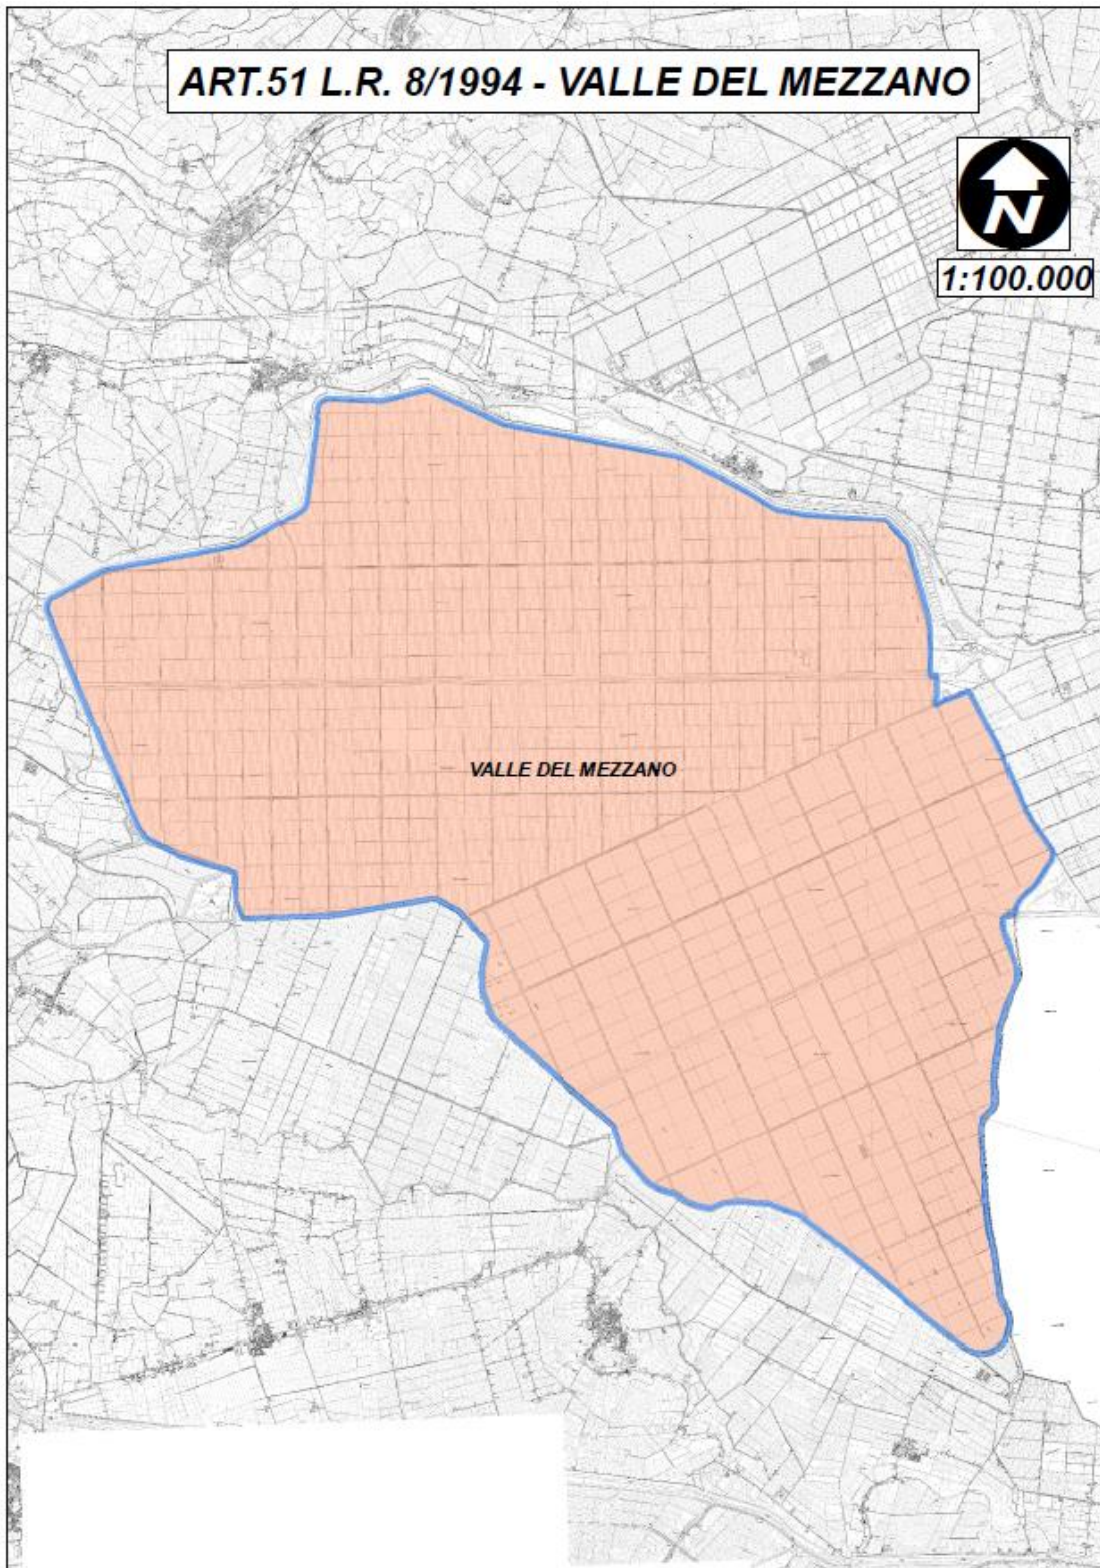 ART.51 L.R. 8/1994 - VALLE DEL MEZZANO
N
1:100.000
VALLE DEL MEZZANO